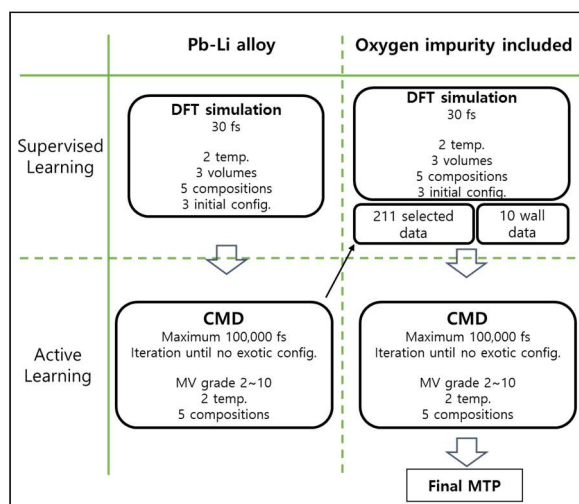 Pb-Li alloy
Oxygen impurity included
Supervised
Learning
DFT simulation
30 fs
2 temp.
3 volumes
5 compositions
3 initial config.
DFT simulation
30 fs
2 temp.
3 volumes
5 compositions
3 initial config.
211 selected
data
10 wall
data
Active
Learning
CMD
Maximum 100,000 fs
Iteration until no exotic config.
MV grade 2~10
2 temp.
5 compositions
CMD
Maximum 100,000 fs
Iteration until no exotic config.
MV grade 2~10
2 temp.
5 compositions
Final MTP